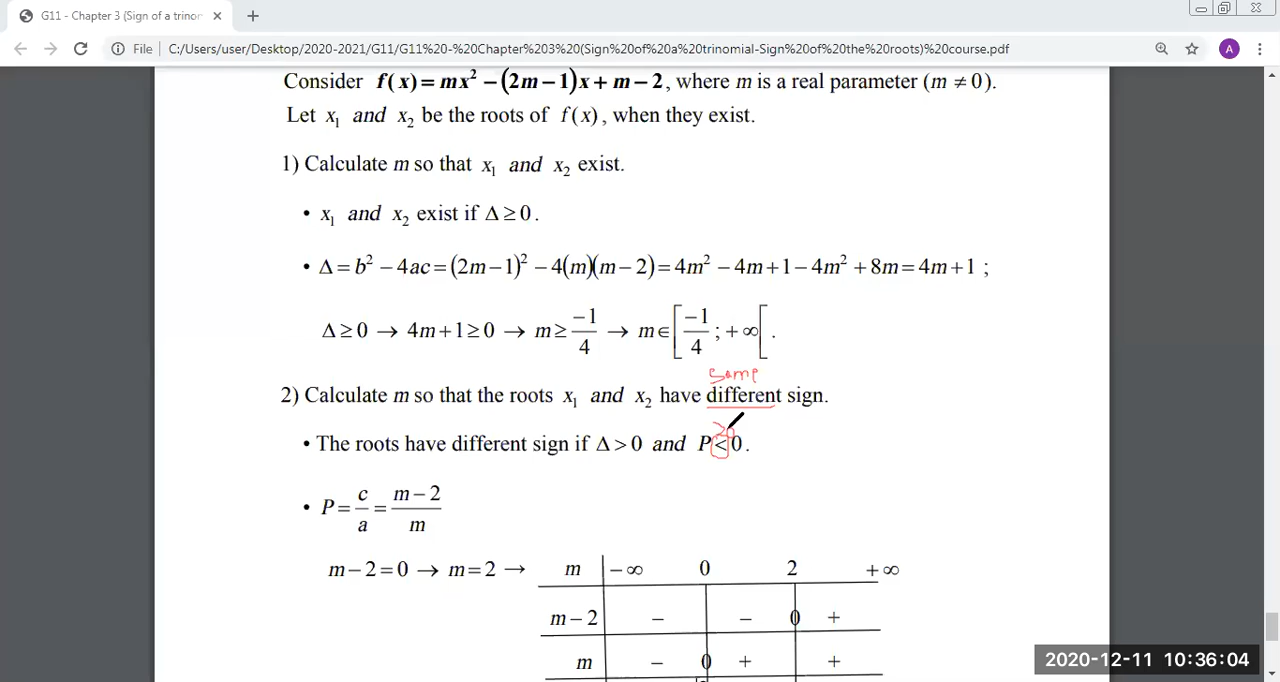 G11 - Chapter 3 (Sign of a trinor
File C:/Users/user/Desktop/2020-2021/G11/G11%20-%20Chapter%203%20(Sign%20of%20a%20trinomial-Sign%20of%20the%20roots)%20course.pdf A
Consider f(x) = mx² − (2m − 1)x + m − 2, where m is a real parameter (m ≠ 0).
Let x₁ and x₂ be the roots of f(x), when they exist.
1) Calculate m so that x₁ and x₂ exist.
• x₁ and x₂ exist if Δ ≥ 0.
• Δ = b² − 4ac = (2m − 1)² − 4(m)(m − 2) = 4m² − 4m + 1 − 4m² + 8m = 4m + 1 ;
Δ ≥ 0 → 4m + 1 ≥ 0 → m ≥ −1/4 → m ∈ [−1/4 ; +∞[ .
same
2) Calculate m so that the roots x₁ and x₂ have different sign.
• The roots have different sign if Δ > 0 and P < 0.
• P = c/a = (m − 2)/m
m − 2 = 0 → m = 2 → m −∞ 0 2 +∞
m − 2 − − 0 +
m − 0 + +
2020-12-11 10:36:04